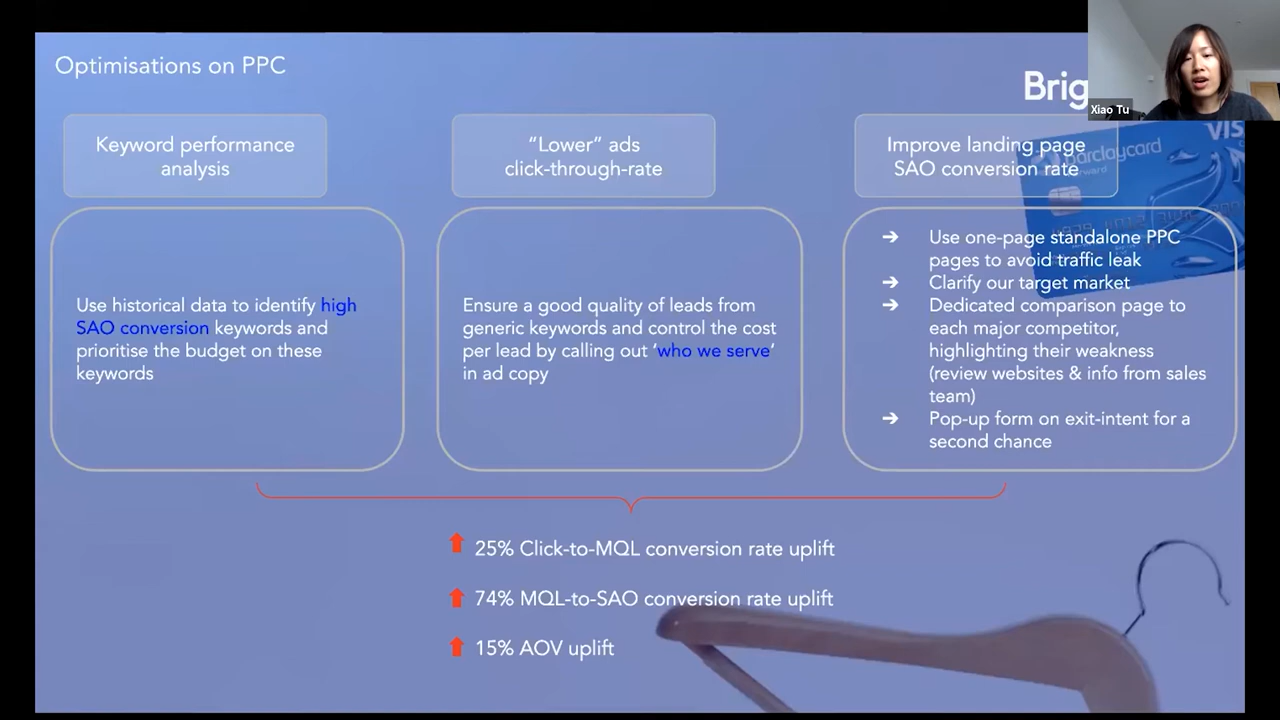 Optimisations on PPC
Brig
Xiao Tu
Keyword performance
analysis
“Lower” ads
click-through-rate
Improve landing page
SAO conversion rate
VIS
barclaycard
Use historical data to identify high
SAO conversion keywords and
prioritise the budget on these
keywords
Ensure a good quality of leads from
generic keywords and control the cost
per lead by calling out ‘who we serve’
in ad copy
➔ Use one-page standalone PPC
pages to avoid traffic leak
➔ Clarify our target market
➔ Dedicated comparison page to
each major competitor,
highlighting their weakness
(review websites & info from sales
team)
➔ Pop-up form on exit-intent for a
second chance
25% Click-to-MQL conversion rate uplift
74% MQL-to-SAO conversion rate uplift
15% AOV uplift